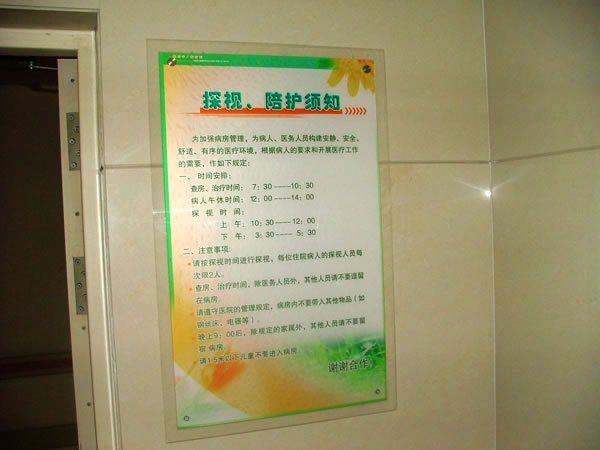 探视、陪护须知
为加强病房管理，为病人、医务人员构建安静、安全、
舒适、有序的医疗环境，根据病人的要求和开展医疗工作
的需要，作如下规定：
一、时间安排：
查房、治疗时间： 7：30——10：30
病人午休时间：12：00——14：00
探 视 时 间：
上 午：10：30——12：00
下 午： 3：30—— 5：30
二、注意事项：
请按探视时间进行探视，每位住院病人的探视人员每
次限2人。
查房、治疗时间，除医务人员外，其他人员请不要逗留
在病房。
请遵守医院的管理规定，病房内不要带入其他物品（如
钢丝床、电器等）。
晚上9：00后，除规定的家属外，其他人员请不要逗
留 病房。
请1.5米以下儿童不要进入病房
谢谢合作